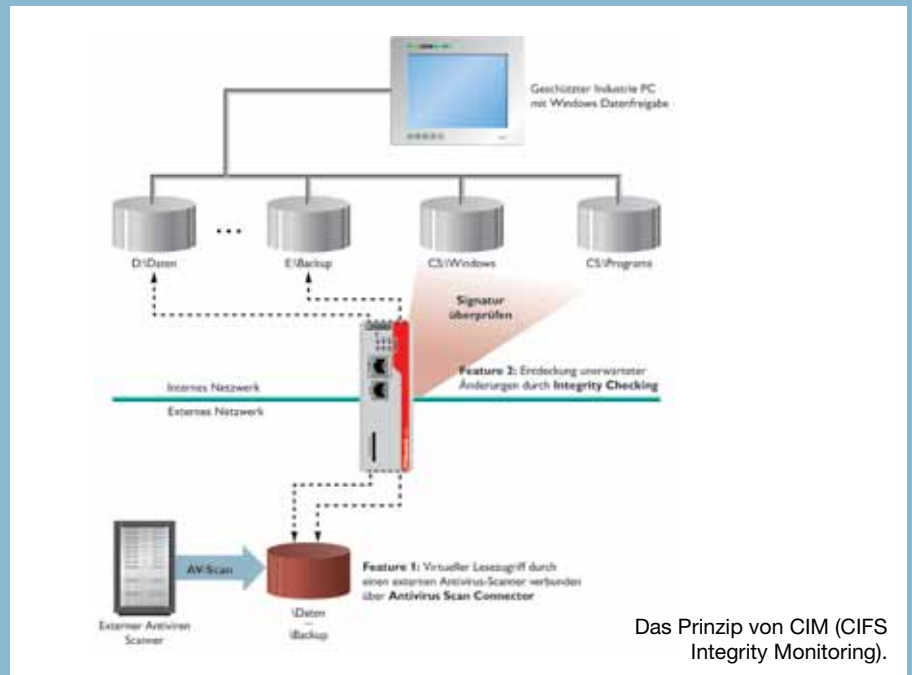 Geschützter Industrie PC
mit Windows Datenfreigabe
D:\Daten
...
E:\Backup
CS:\Windows
CS:\Programs
Signatur
überprüfen
Feature 2: Entdeckung unerwarteter
Änderungen durch Integrity Checking
Internes Netzwerk
Externes Netzwerk
AV-Scan
Feature 1: Virtueller Lesezugriff durch
einen externen Antivirus-Scanner verbunden
über Antivirus Scan Connector
\Daten
...
\Backup
Externer Antiviren
Scanner
Das Prinzip von CIM (CIFS
Integrity Monitoring).